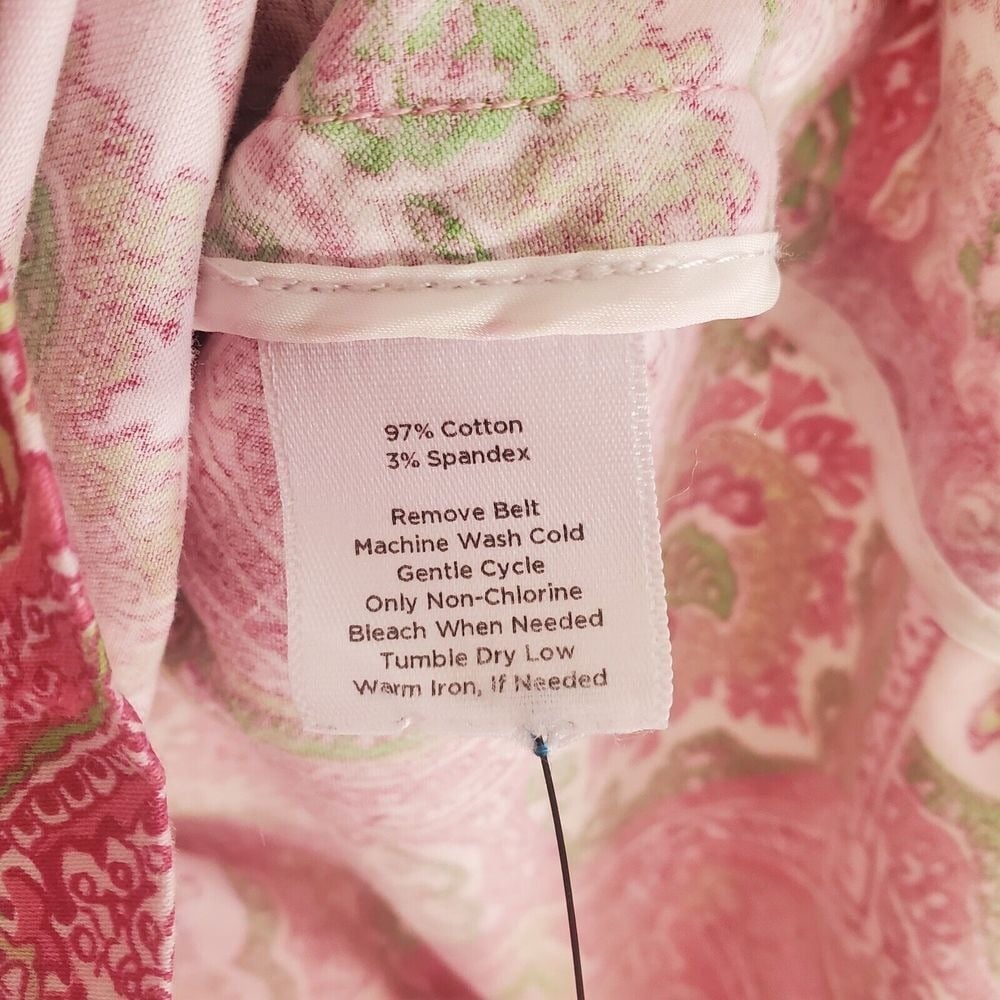 97% Cotton
3% Spandex
Remove Belt
Machine Wash Cold
Gentle Cycle
Only Non-Chlorine
Bleach When Needed
Tumble Dry Low
Warm Iron, If Needed